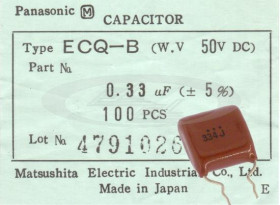 Panasonic M
CAPACITOR
Type ECQ-B (W.V 50V DC)
Part №
0.33 uF (± 5%)
100 PCS
Lot № 4791026
Matsushita Electric Industrial Co., Ltd.
Made in Japan E